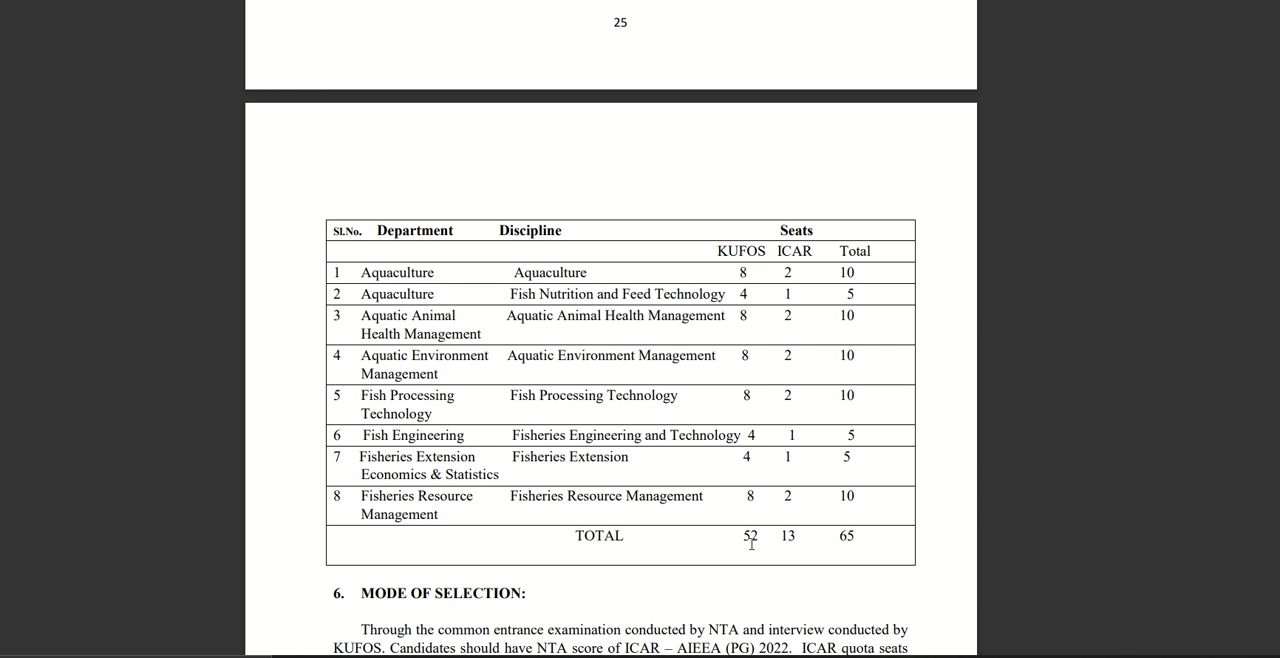 25
Sl.No. Department Discipline Seats
KUFOS ICAR Total
1 Aquaculture Aquaculture 8 2 10
2 Aquaculture Fish Nutrition and Feed Technology 4 1 5
3 Aquatic Animal Aquatic Animal Health Management 8 2 10
Health Management
4 Aquatic Environment Aquatic Environment Management 8 2 10
Management
5 Fish Processing Fish Processing Technology 8 2 10
Technology
6 Fish Engineering Fisheries Engineering and Technology 4 1 5
7 Fisheries Extension Fisheries Extension 4 1 5
Economics & Statistics
8 Fisheries Resource Fisheries Resource Management 8 2 10
Management
TOTAL 52 13 65
6. MODE OF SELECTION:
Through the common entrance examination conducted by NTA and interview conducted by
KUFOS. Candidates should have NTA score of ICAR – AIEEA (PG) 2022. ICAR quota seats